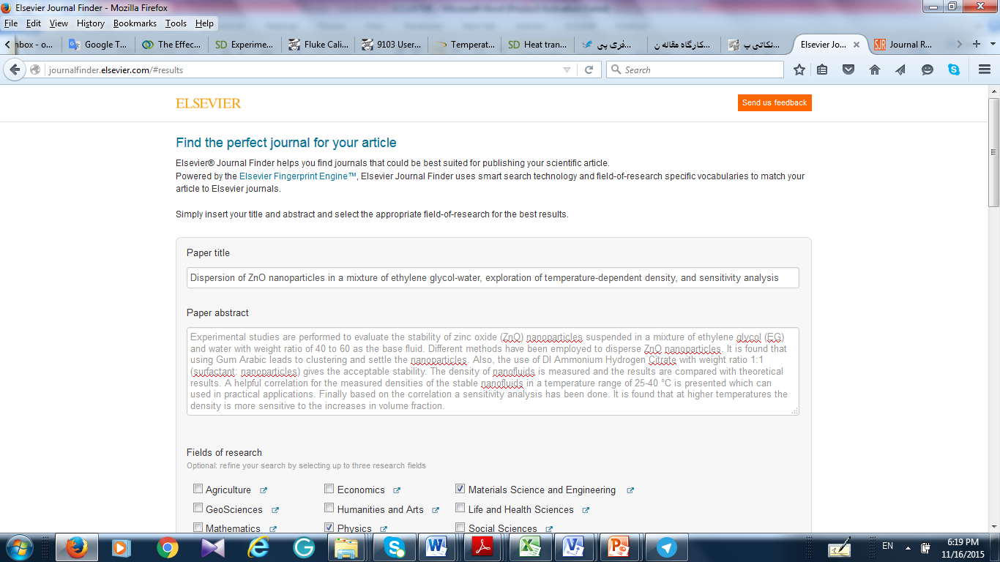 Elsevier Journal Finder - Mozilla Firefox
File Edit View History Bookmarks Tools Help
nbox - o... Google T... The Effec... Experime... Fluke Cali... 9103 User... Temperat... Heat tran... فری پی... کارگاه مقاله ن... نکاتی ب... Elsevier Jo... Journal R...
journalfinder.elsevier.com/#results Search
ELSEVIER Send us feedback
Find the perfect journal for your article
Elsevier® Journal Finder helps you find journals that could be best suited for publishing your scientific article.
Powered by the Elsevier Fingerprint Engine™, Elsevier Journal Finder uses smart search technology and field-of-research specific vocabularies to match your
article to Elsevier journals.
Simply insert your title and abstract and select the appropriate field-of-research for the best results.
Paper title
Dispersion of ZnO nanoparticles in a mixture of ethylene glycol-water, exploration of temperature-dependent density, and sensitivity analysis
Paper abstract
Experimental studies are performed to evaluate the stability of zinc oxide (ZnO) nanoparticles suspended in a mixture of ethylene glycol (EG)
and water with weight ratio of 40 to 60 as the base fluid. Different methods have been employed to disperse ZnO nanoparticles. It is found that
using Gum Arabic leads to clustering and settle the nanoparticles. Also, the use of DI Ammonium Hydrogen Citrate with weight ratio 1:1
(surfactant: nanoparticles) gives the acceptable stability. The density of nanofluids is measured and the results are compared with theoretical
results. A helpful correlation for the measured densities of the stable nanofluids in a temperature range of 25-40 °C is presented which can
used in practical applications. Finally based on the correlation a sensitivity analysis has been done. It is found that at higher temperatures the
density is more sensitive to the increases in volume fraction.
Fields of research
Optional: refine your search by selecting up to three research fields
Agriculture Economics Materials Science and Engineering
GeoSciences Humanities and Arts Life and Health Sciences
Mathematics Physics Social Sciences
EN 6:19 PM
11/16/2015